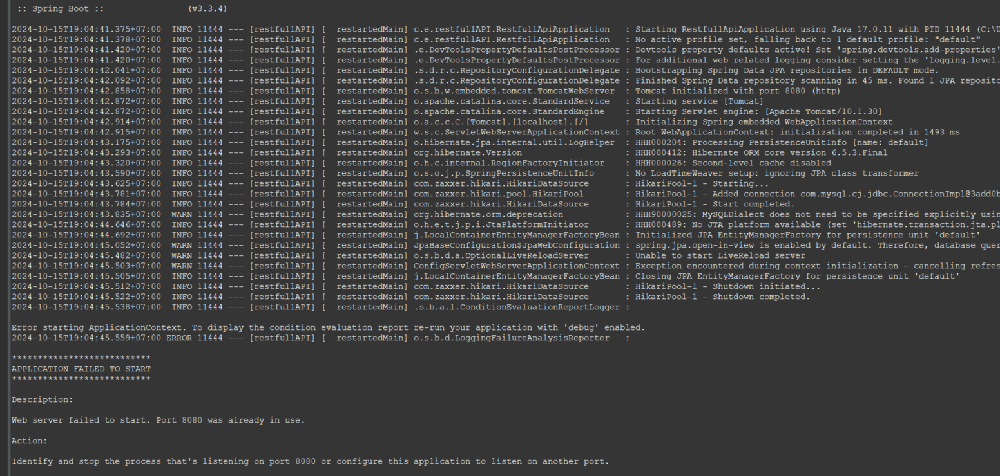 :: Spring Boot ::                (v3.3.4)
2024-10-15T19:04:41.375+07:00  INFO 11444 --- [restfullAPI] [  restartedMain] c.e.restfullAPI.RestfullApiApplication   : Starting RestfullApiApplication using Java 17.0.11 with PID 11444 (C:\U
2024-10-15T19:04:41.378+07:00  INFO 11444 --- [restfullAPI] [  restartedMain] c.e.restfullAPI.RestfullApiApplication   : No active profile set, falling back to 1 default profile: "default"
2024-10-15T19:04:41.420+07:00  INFO 11444 --- [restfullAPI] [  restartedMain] .e.DevToolsPropertyDefaultsPostProcessor : Devtools property defaults active! Set 'spring.devtools.add-properties'
2024-10-15T19:04:41.420+07:00  INFO 11444 --- [restfullAPI] [  restartedMain] .e.DevToolsPropertyDefaultsPostProcessor : For additional web related logging consider setting the 'logging.level.
2024-10-15T19:04:42.041+07:00  INFO 11444 --- [restfullAPI] [  restartedMain] .s.d.r.c.RepositoryConfigurationDelegate : Bootstrapping Spring Data JPA repositories in DEFAULT mode.
2024-10-15T19:04:42.092+07:00  INFO 11444 --- [restfullAPI] [  restartedMain] .s.d.r.c.RepositoryConfigurationDelegate : Finished Spring Data repository scanning in 45 ms. Found 1 JPA reposito
2024-10-15T19:04:42.858+07:00  INFO 11444 --- [restfullAPI] [  restartedMain] o.s.b.w.embedded.tomcat.TomcatWebServer  : Tomcat initialized with port 8080 (http)
2024-10-15T19:04:42.872+07:00  INFO 11444 --- [restfullAPI] [  restartedMain] o.apache.catalina.core.StandardService   : Starting service [Tomcat]
2024-10-15T19:04:42.872+07:00  INFO 11444 --- [restfullAPI] [  restartedMain] o.apache.catalina.core.StandardEngine    : Starting Servlet engine: [Apache Tomcat/10.1.30]
2024-10-15T19:04:42.914+07:00  INFO 11444 --- [restfullAPI] [  restartedMain] o.a.c.c.C.[Tomcat].[localhost].[/]       : Initializing Spring embedded WebApplicationContext
2024-10-15T19:04:42.915+07:00  INFO 11444 --- [restfullAPI] [  restartedMain] w.s.c.ServletWebServerApplicationContext : Root WebApplicationContext: initialization completed in 1493 ms
2024-10-15T19:04:43.175+07:00  INFO 11444 --- [restfullAPI] [  restartedMain] o.hibernate.jpa.internal.util.LogHelper  : HHH000204: Processing PersistenceUnitInfo [name: default]
2024-10-15T19:04:43.293+07:00  INFO 11444 --- [restfullAPI] [  restartedMain] org.hibernate.Version                    : HHH000412: Hibernate ORM core version 6.5.3.Final
2024-10-15T19:04:43.320+07:00  INFO 11444 --- [restfullAPI] [  restartedMain] o.h.c.internal.RegionFactoryInitiator    : HHH000026: Second-level cache disabled
2024-10-15T19:04:43.590+07:00  INFO 11444 --- [restfullAPI] [  restartedMain] o.s.o.j.p.SpringPersistenceUnitInfo      : No LoadTimeWeaver setup: ignoring JPA class transformer
2024-10-15T19:04:43.625+07:00  INFO 11444 --- [restfullAPI] [  restartedMain] com.zaxxer.hikari.HikariDataSource       : HikariPool-1 - Starting...
2024-10-15T19:04:43.781+07:00  INFO 11444 --- [restfullAPI] [  restartedMain] com.zaxxer.hikari.pool.HikariPool        : HikariPool-1 - Added connection com.mysql.cj.jdbc.ConnectionImpl@3add0b
2024-10-15T19:04:43.784+07:00  INFO 11444 --- [restfullAPI] [  restartedMain] com.zaxxer.hikari.HikariDataSource       : HikariPool-1 - Start completed.
2024-10-15T19:04:43.835+07:00  WARN 11444 --- [restfullAPI] [  restartedMain] org.hibernate.orm.deprecation            : HHH90000025: MySQLDialect does not need to be specified explicitly usin
2024-10-15T19:04:44.646+07:00  INFO 11444 --- [restfullAPI] [  restartedMain] o.h.e.t.j.p.i.JtaPlatformInitiator       : HHH000489: No JTA platform available (set 'hibernate.transaction.jta.pl
2024-10-15T19:04:44.692+07:00  INFO 11444 --- [restfullAPI] [  restartedMain] j.LocalContainerEntityManagerFactoryBean : Initialized JPA EntityManagerFactory for persistence unit 'default'
2024-10-15T19:04:45.052+07:00  WARN 11444 --- [restfullAPI] [  restartedMain] JpaBaseConfiguration$JpaWebConfiguration : spring.jpa.open-in-view is enabled by default. Therefore, database quer
2024-10-15T19:04:45.482+07:00  WARN 11444 --- [restfullAPI] [  restartedMain] o.s.b.d.a.OptionalLiveReloadServer       : Unable to start LiveReload server
2024-10-15T19:04:45.503+07:00  WARN 11444 --- [restfullAPI] [  restartedMain] ConfigServletWebServerApplicationContext : Exception encountered during context initialization - cancelling refres
2024-10-15T19:04:45.505+07:00  INFO 11444 --- [restfullAPI] [  restartedMain] j.LocalContainerEntityManagerFactoryBean : Closing JPA EntityManagerFactory for persistence unit 'default'
2024-10-15T19:04:45.512+07:00  INFO 11444 --- [restfullAPI] [  restartedMain] com.zaxxer.hikari.HikariDataSource       : HikariPool-1 - Shutdown initiated...
2024-10-15T19:04:45.522+07:00  INFO 11444 --- [restfullAPI] [  restartedMain] com.zaxxer.hikari.HikariDataSource       : HikariPool-1 - Shutdown completed.
2024-10-15T19:04:45.538+07:00  INFO 11444 --- [restfullAPI] [  restartedMain] .s.b.a.l.ConditionEvaluationReportLogger :
Error starting ApplicationContext. To display the condition evaluation report re-run your application with 'debug' enabled.
2024-10-15T19:04:45.559+07:00 ERROR 11444 --- [restfullAPI] [  restartedMain] o.s.b.d.LoggingFailureAnalysisReporter   :
***************************
APPLICATION FAILED TO START
***************************
Description:
Web server failed to start. Port 8080 was already in use.
Action:
Identify and stop the process that's listening on port 8080 or configure this application to listen on another port.